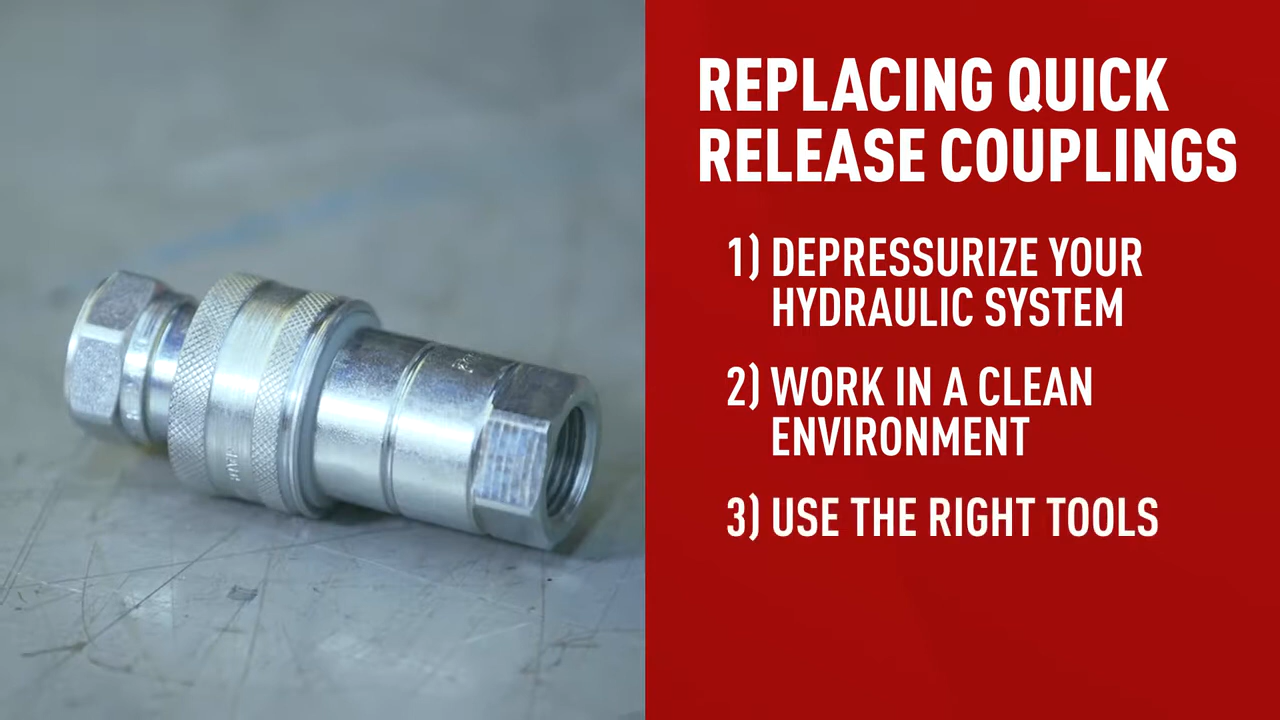 REPLACING QUICK
RELEASE COUPLINGS
1) DEPRESSURIZE YOUR
HYDRAULIC SYSTEM
2) WORK IN A CLEAN
ENVIRONMENT
3) USE THE RIGHT TOOLS